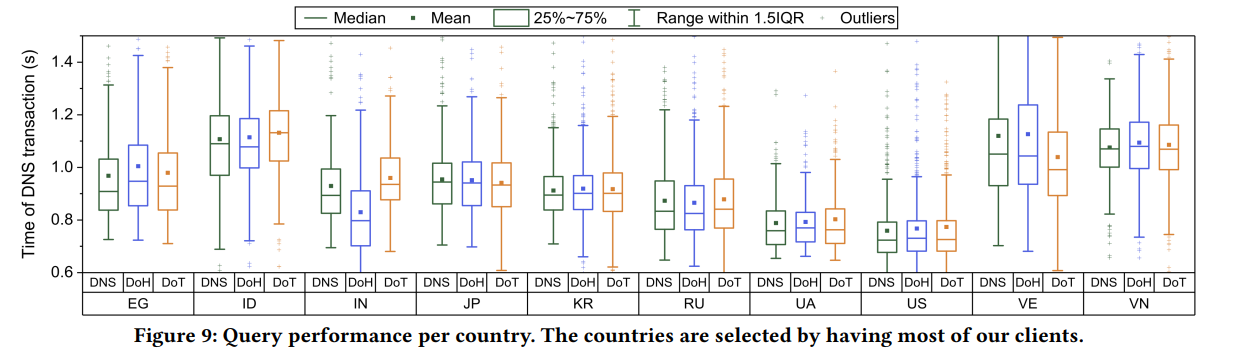 Median Mean 25%~75% Range within 1.5IQR Outliers
Time of DNS transaction (s)
1.4
1.2
1.0
0.8
0.6
DNS DoH DoT DNS DoH DoT DNS DoH DoT DNS DoH DoT DNS DoH DoT DNS DoH DoT DNS DoH DoT DNS DoH DoT DNS DoH DoT DNS DoH DoT
EG ID IN JP KR RU UA US VE VN
Figure 9: Query performance per country. The countries are selected by having most of our clients.